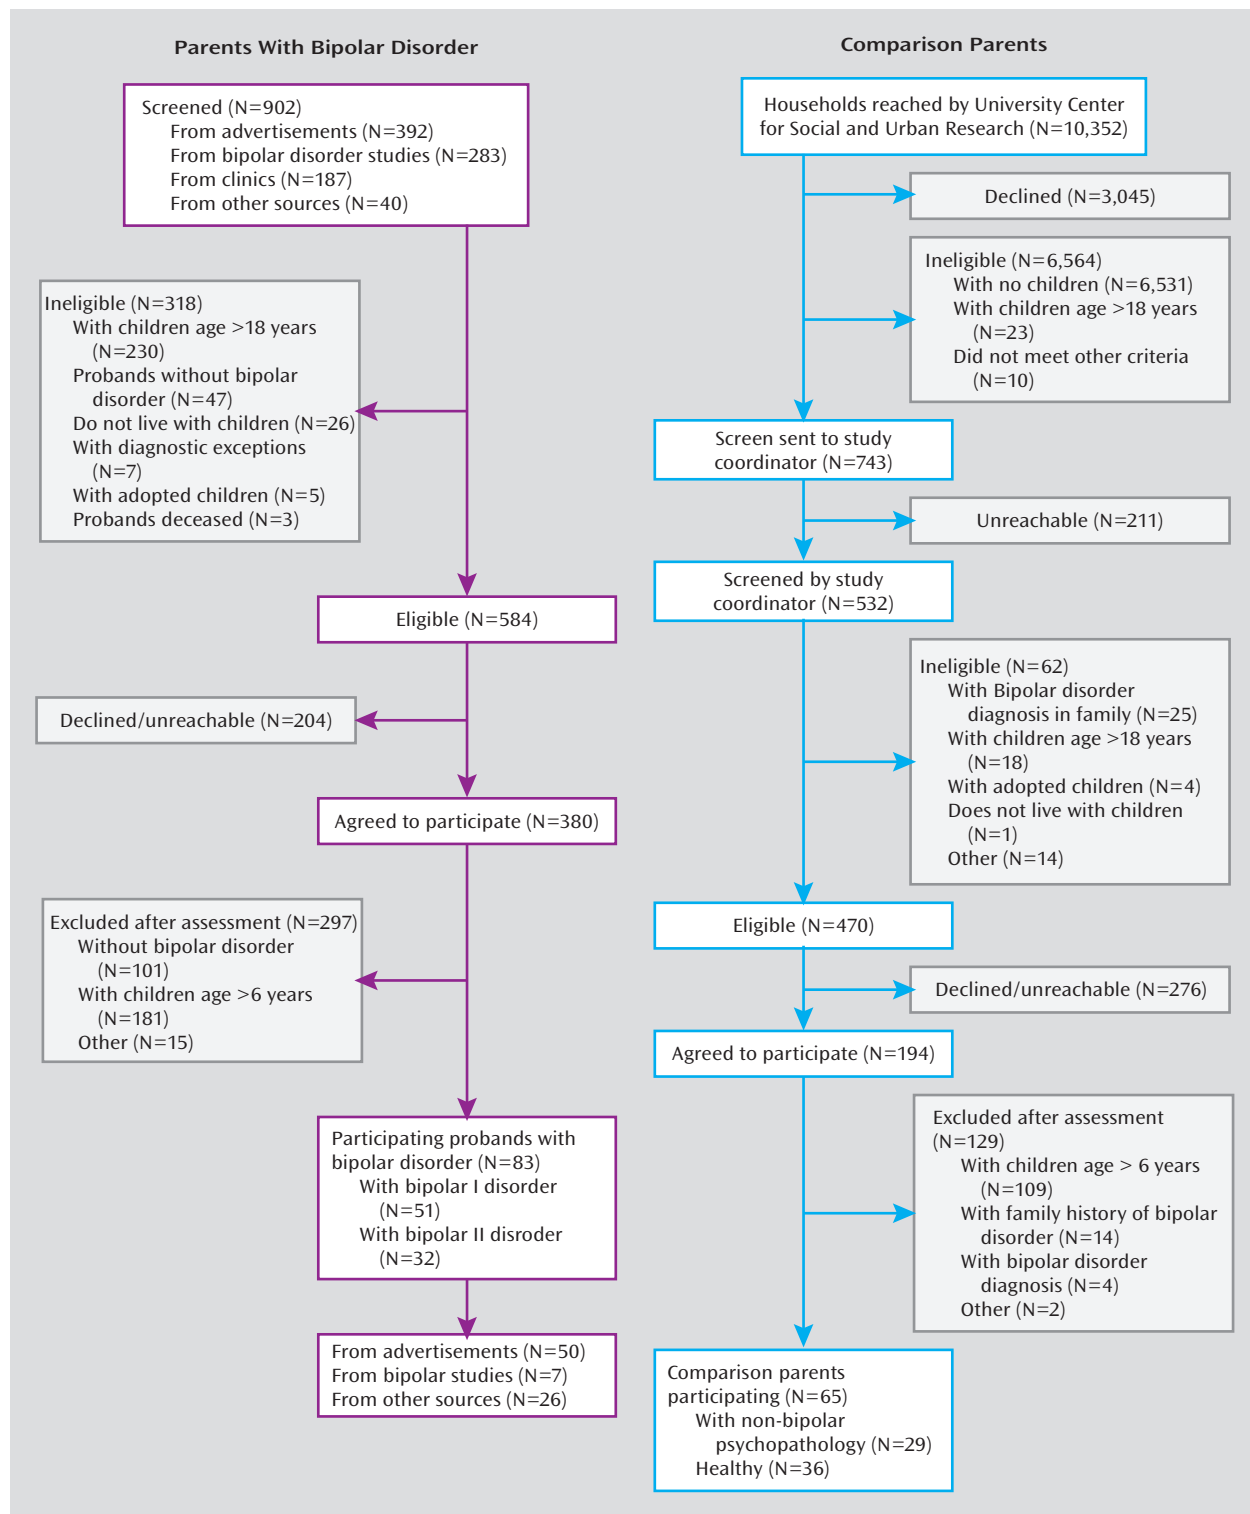 Parents With Bipolar Disorder
Screened (N=902)
From advertisements (N=392)
From bipolar disorder studies (N=283)
From clinics (N=187)
From other sources (N=40)
Ineligible (N=318)
With children age >18 years
(N=230)
Probands without bipolar
disorder (N=47)
Do not live with children (N=26)
With diagnostic exceptions
(N=7)
With adopted children (N=5)
Probands deceased (N=3)
Eligible (N=584)
Declined/unreachable (N=204)
Agreed to participate (N=380)
Excluded after assessment (N=297)
Without bipolar disorder
(N=101)
With children age >6 years
(N=181)
Other (N=15)
Participating probands with
bipolar disorder (N=83)
With bipolar I disorder
(N=51)
With bipolar II disroder
(N=32)
From advertisements (N=50)
From bipolar studies (N=7)
From other sources (N=26)
Comparison Parents
Households reached by University Center
for Social and Urban Research (N=10,352)
Declined (N=3,045)
Ineligible (N=6,564)
With no children (N=6,531)
With children age >18 years
(N=23)
Did not meet other criteria
(N=10)
Screen sent to study
coordinator (N=743)
Unreachable (N=211)
Screened by study
coordinator (N=532)
Ineligible (N=62)
With Bipolar disorder
diagnosis in family (N=25)
With children age >18 years
(N=18)
With adopted children (N=4)
Does not live with children
(N=1)
Other (N=14)
Eligible (N=470)
Declined/unreachable (N=276)
Agreed to participate (N=194)
Excluded after assessment
(N=129)
With children age > 6 years
(N=109)
With family history of bipolar
disorder (N=14)
With bipolar disorder
diagnosis (N=4)
Other (N=2)
Comparison parents
participating (N=65)
With non-bipolar
psychopathology (N=29)
Healthy (N=36)